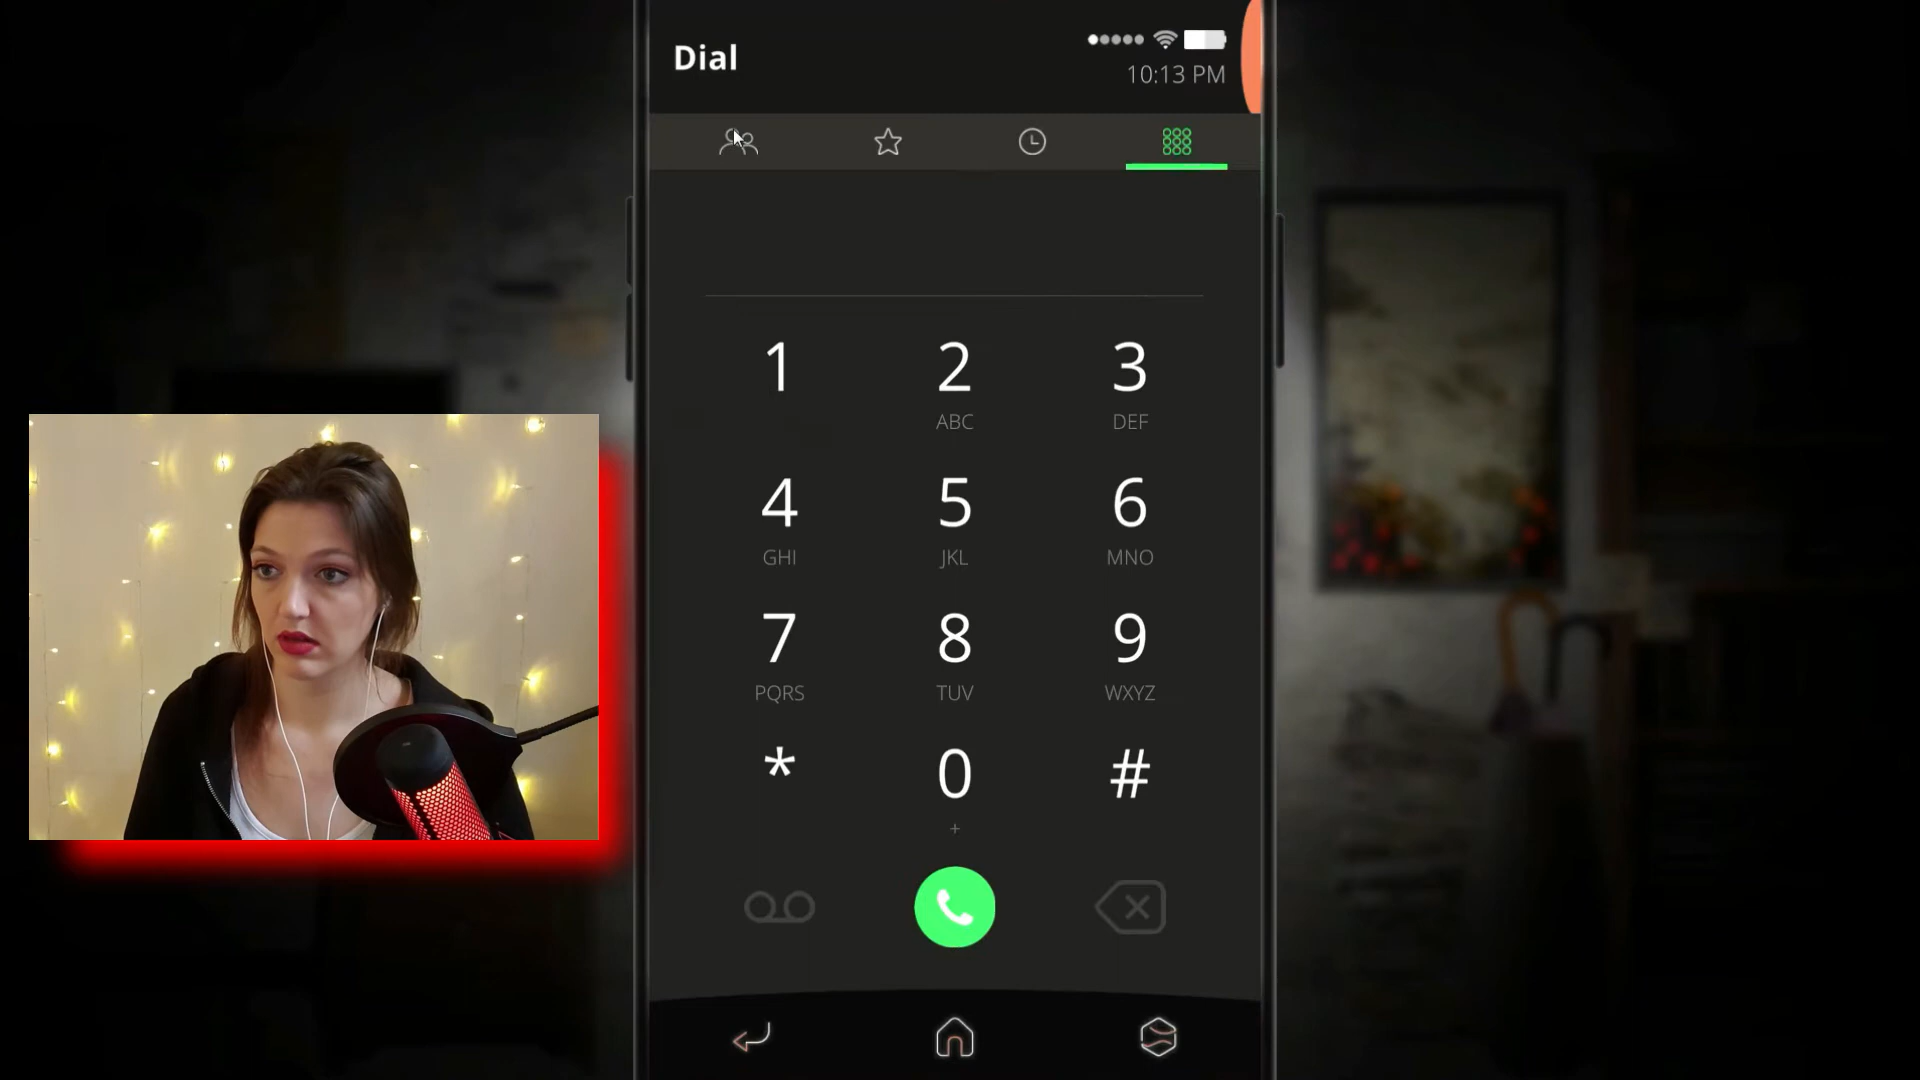 Dial
10:13 PM
1 2 3
ABC DEF
4 5 6
GHI JKL MNO
7 8 9
PQRS TUV WXYZ
* 0 #
+